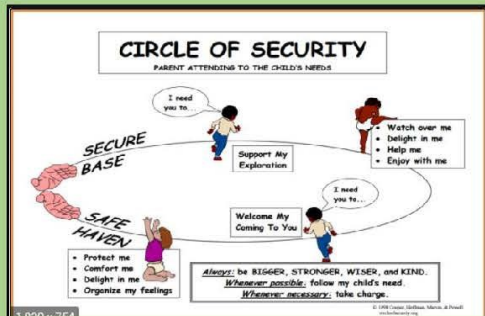 CIRCLE OF SECURITY
PARENT ATTENDING TO THE CHILD'S NEEDS
I need
you to...
SECURE
BASE
Support My
Exploration
• Watch over me
• Delight in me
• Help me
• Enjoy with me
I need
you to...
SAFE
HAVEN
Welcome My
Coming To You
• Protect me
• Comfort me
• Delight in me
• Organize my feelings
Always: be BIGGER, STRONGER, WISER, and KIND.
Whenever possible: follow my child's need.
Whenever necessary: take charge.